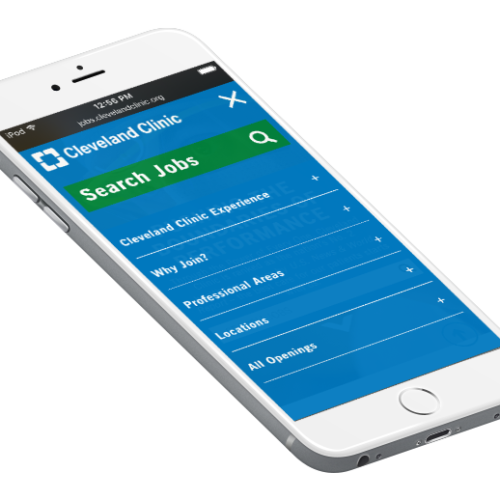 iPod 12:56 PM
jobs.clevelandclinic.org
Cleveland Clinic
Search Jobs
Cleveland Clinic Experience +
Why Join? +
Professional Areas +
Locations +
All Openings +